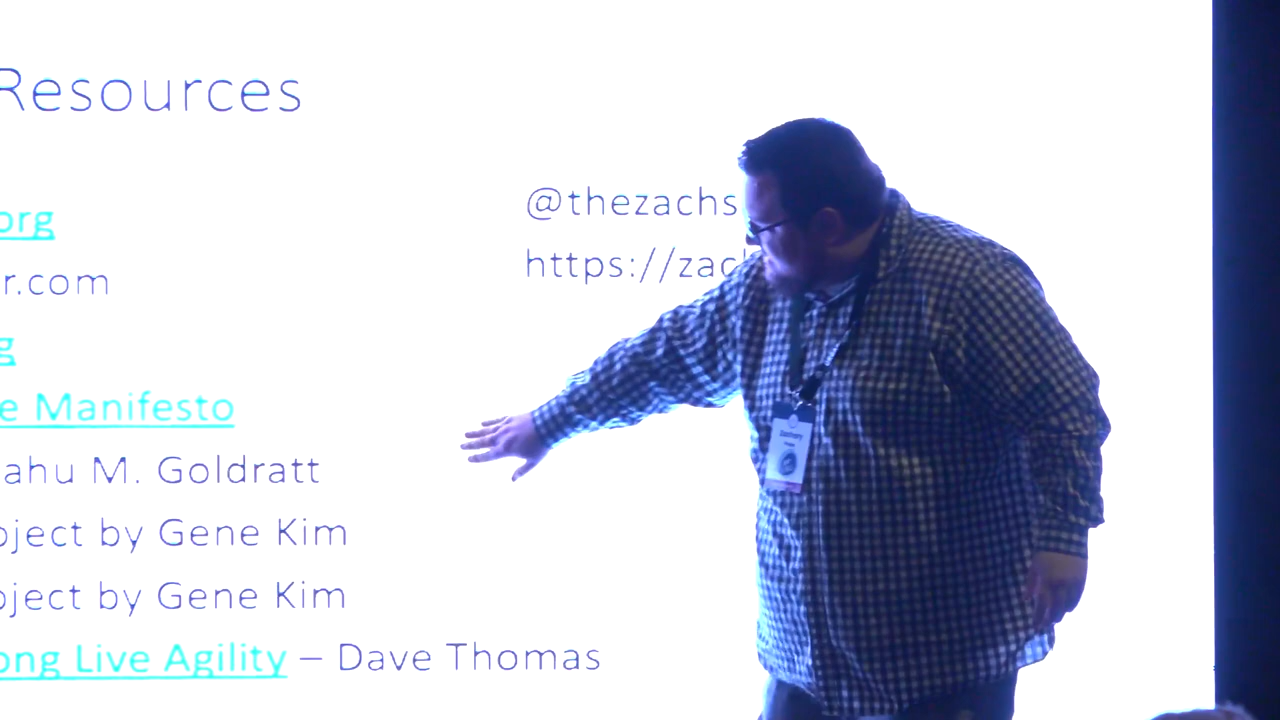 Resources
org
@thezachs
r.com
https://zac
g
e Manifesto
ahu M. Goldratt
oject by Gene Kim
oject by Gene Kim
ong Live Agility – Dave Thomas